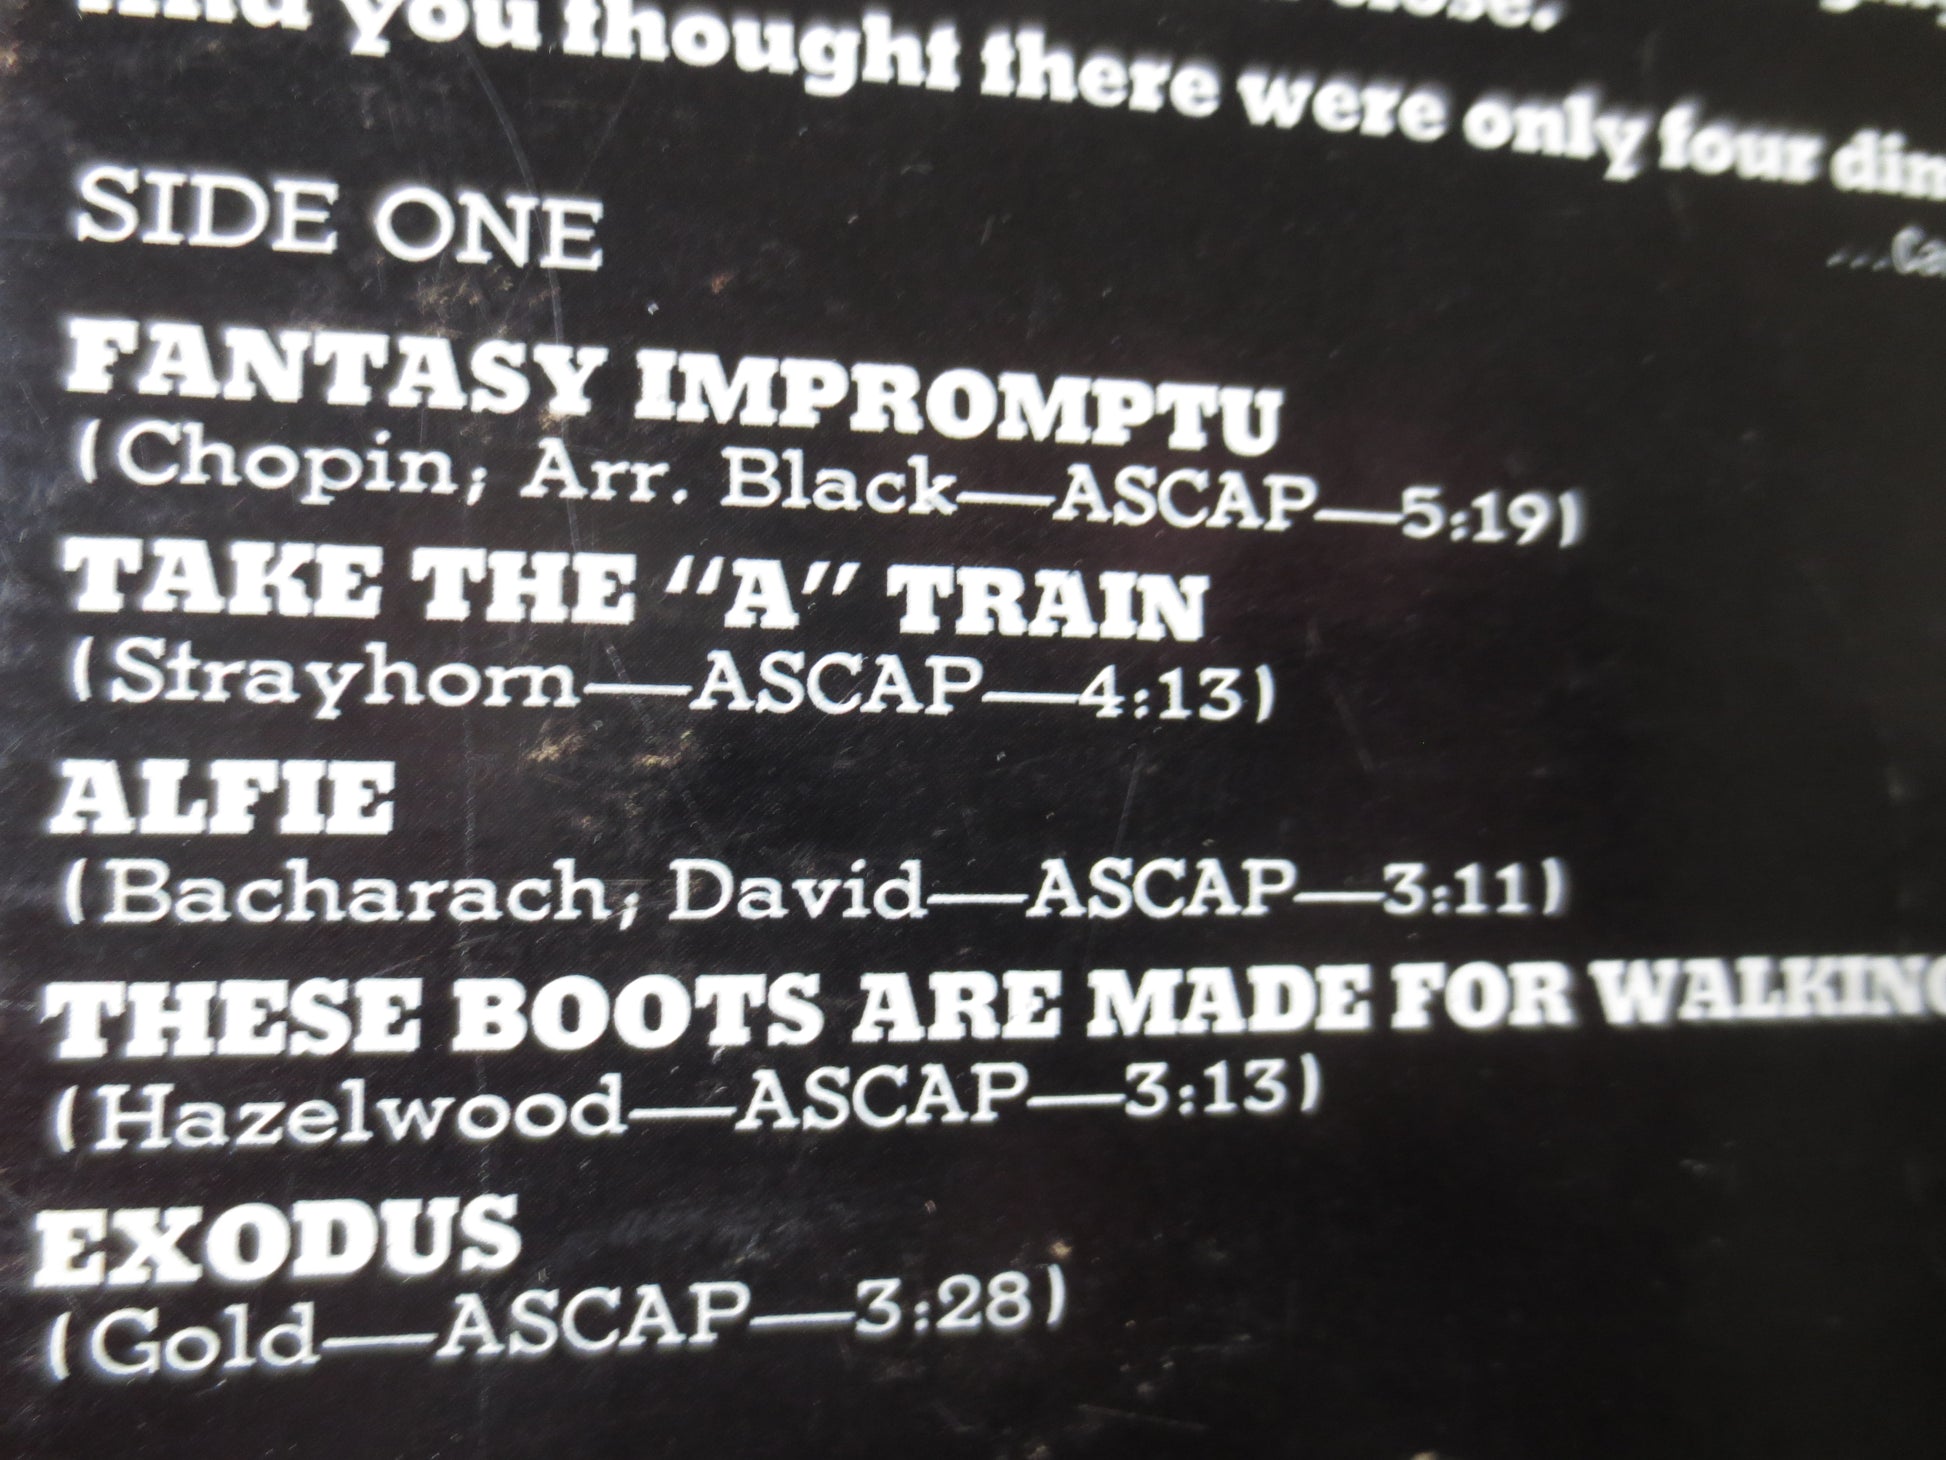 And you thought there were only four
...
SIDE ONE
FANTASY IMPROMPTU
(Chopin; Arr. Black—ASCAP—5:19)
TAKE THE “A” TRAIN
(Strayhorn—ASCAP—4:13)
ALFIE
(Bacharach; David—ASCAP—3:11)
THESE BOOTS ARE MADE FOR WALKING
(Hazelwood—ASCAP—3:13)
EXODUS
(Gold—ASCAP—3:28)